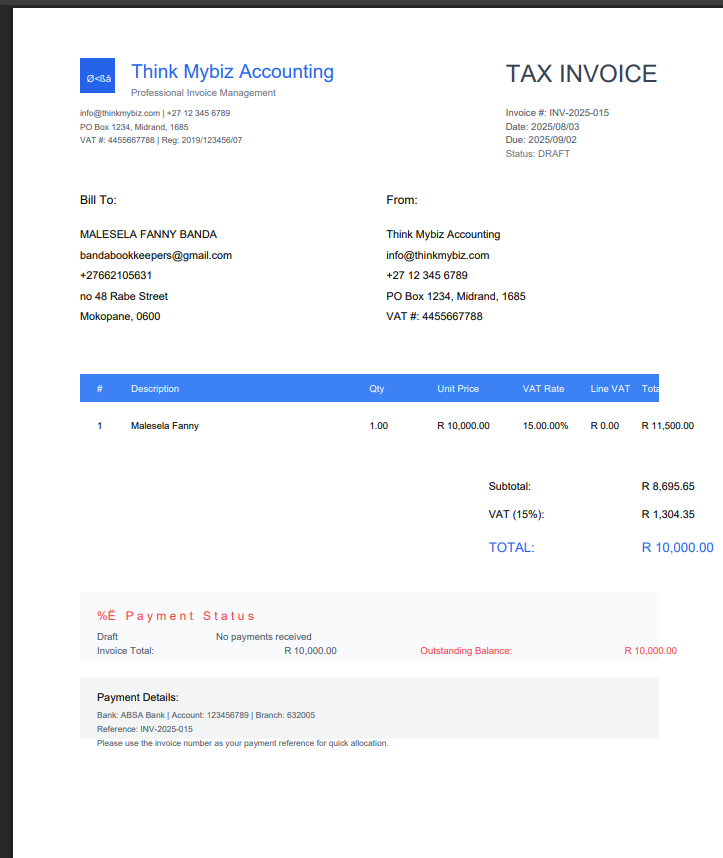 Ø<ßâ Think Mybiz Accounting
Professional Invoice Management
info@thinkmybiz.com | +27 12 345 6789
PO Box 1234, Midrand, 1685
VAT #: 4455667788 | Reg: 2019/123456/07
TAX INVOICE
Invoice #: INV-2025-015
Date: 2025/08/03
Due: 2025/09/02
Status: DRAFT
Bill To:
MALESELA FANNY BANDA
bandabookkeepers@gmail.com
+27662105631
no 48 Rabe Street
Mokopane, 0600
From:
Think Mybiz Accounting
info@thinkmybiz.com
+27 12 345 6789
PO Box 1234, Midrand, 1685
VAT #: 4455667788
# Description Qty Unit Price VAT Rate Line VAT Tota
1 Malesela Fanny 1.00 R 10,000.00 15.00.00% R 0.00 R 11,500.00
Subtotal: R 8,695.65
VAT (15%): R 1,304.35
TOTAL: R 10,000.00
%Ë Payment Status
Draft No payments received
Invoice Total: R 10,000.00 Outstanding Balance: R 10,000.00
Payment Details:
Bank: ABSA Bank | Account: 123456789 | Branch: 632005
Reference: INV-2025-015
Please use the invoice number as your payment reference for quick allocation.